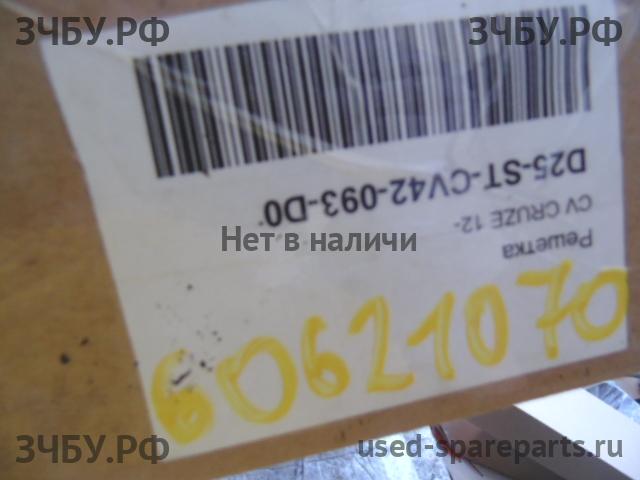 ЗЧБУ.РФ
ЗЧБУ.РФ
D25-ST-CV42-093-D0
CV CRUZE 12-
Решетка
Нет в наличи
60621070
ЗЧБУ.РФ
used-spareparts.ru